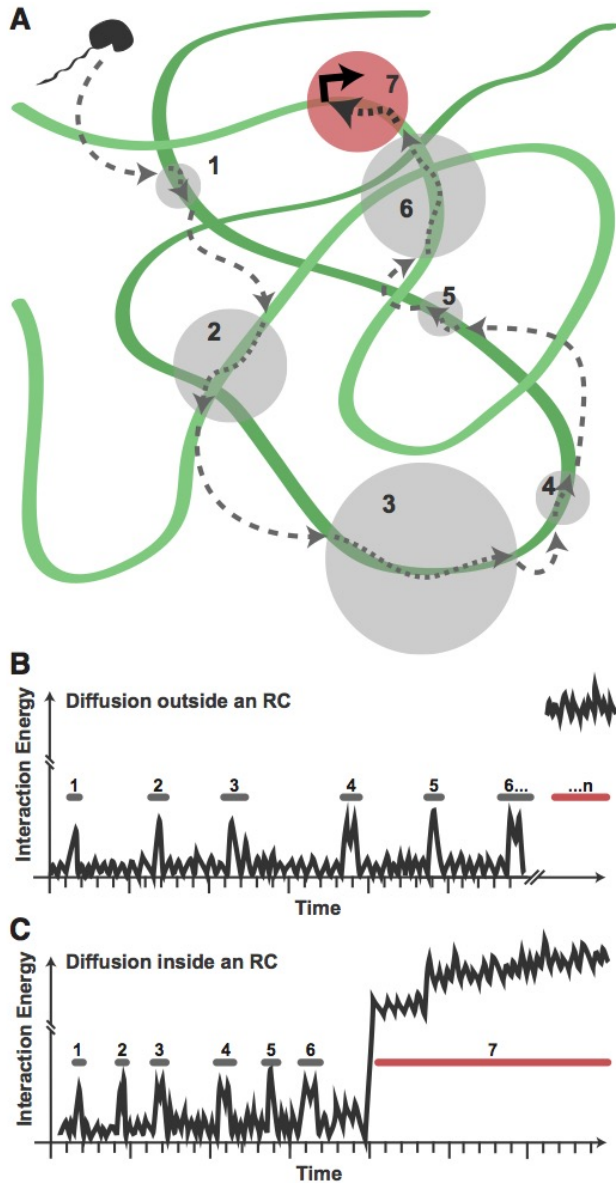 A
1
7
6
5
2
3
4
B
Diffusion outside an RC
Interaction Energy
1 2 3 4 5 6... ...n
Time
C
Diffusion inside an RC
Interaction Energy
1 2 3 4 5 6 7
Time